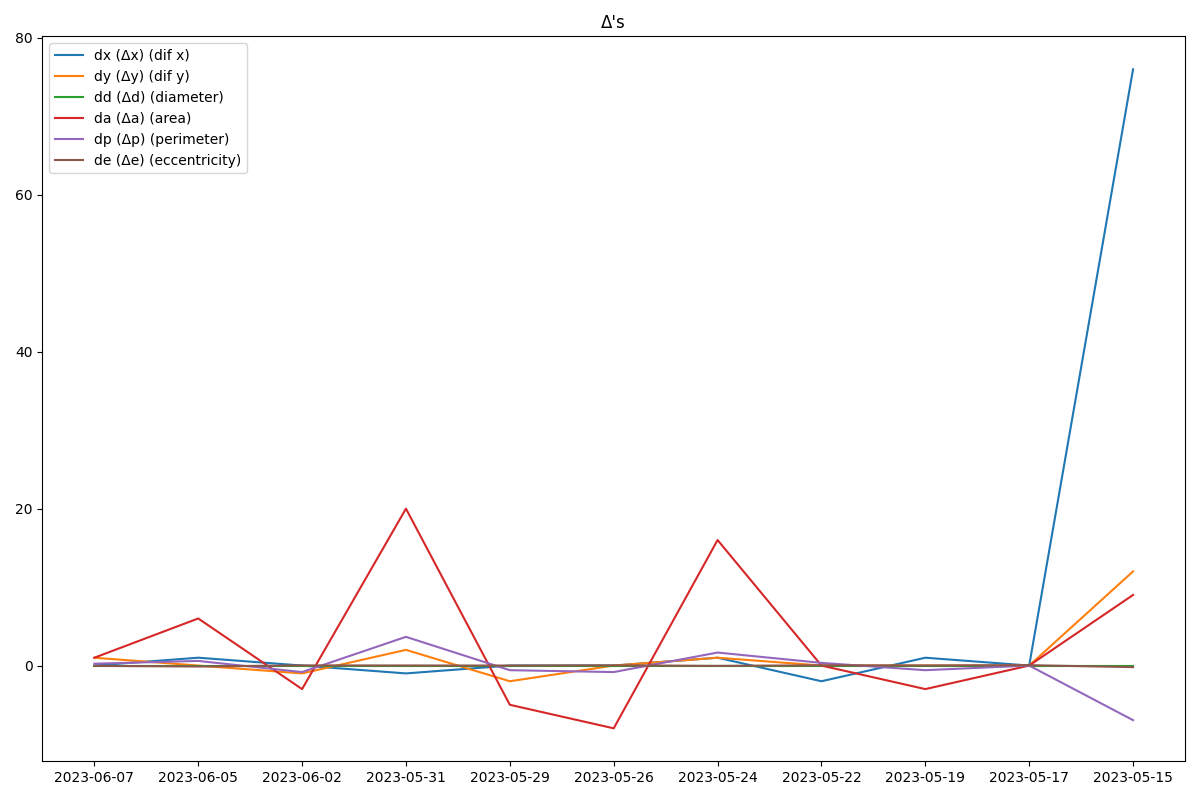 Δ's
80
60
40
20
0
dx (Δx) (dif x)
dy (Δy) (dif y)
dd (Δd) (diameter)
da (Δa) (area)
dp (Δp) (perimeter)
de (Δe) (eccentricity)
2023-06-07 2023-06-05 2023-06-02 2023-05-31 2023-05-29 2023-05-26 2023-05-24 2023-05-22 2023-05-19 2023-05-17 2023-05-15